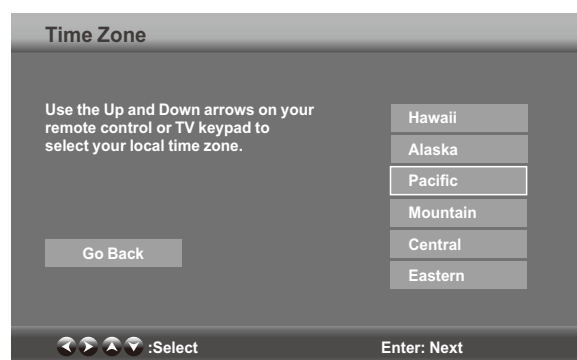 Time Zone
Use the Up and Down arrows on your
remote control or TV keypad to
select your local time zone.
Hawaii
Alaska
Pacific
Mountain
Central
Eastern
Go Back
:Select
Enter: Next